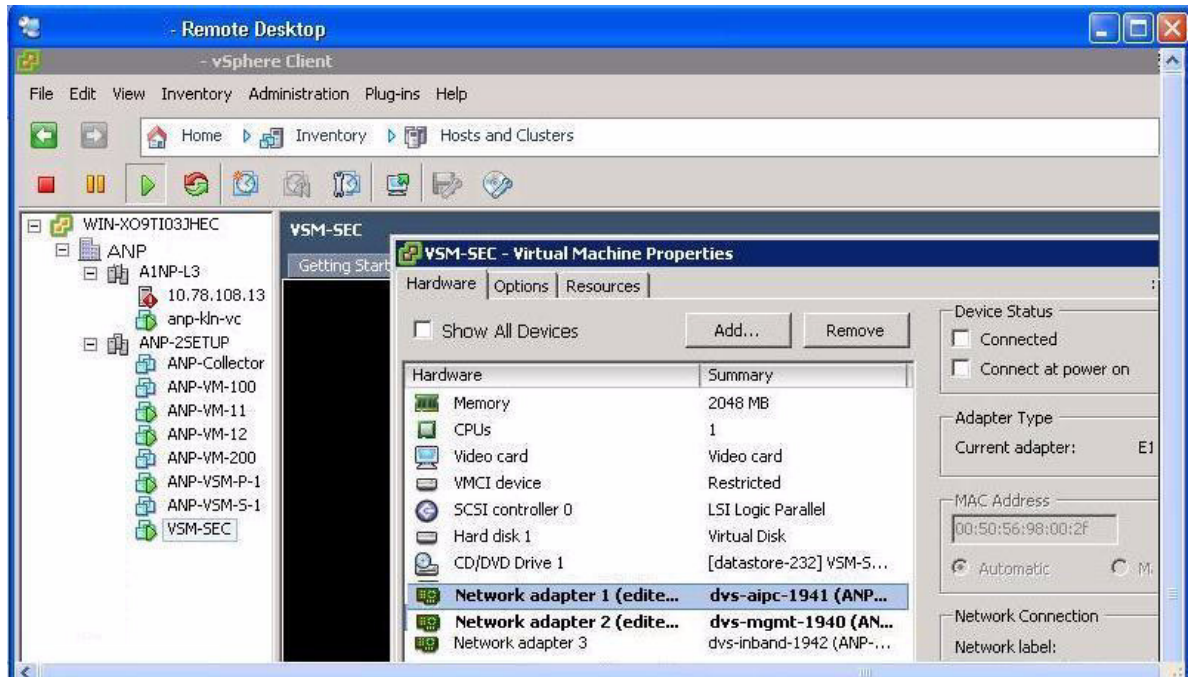 - Remote Desktop
- vSphere Client
File Edit View Inventory Administration Plug-ins Help
Home Inventory Hosts and Clusters
WIN-XO9TI03JHEC
ANP
A1NP-L3
10.78.108.13
anp-kln-vc
ANP-2SETUP
ANP-Collector
ANP-VM-100
ANP-VM-11
ANP-VM-12
ANP-VM-200
ANP-VSM-P-1
ANP-VSM-S-1
VSM-SEC
VSM-SEC
Getting Start
VSM-SEC - Virtual Machine Properties
Hardware Options Resources
Show All Devices Add... Remove
Hardware Summary
Memory 2048 MB
CPUs 1
Video card Video card
VMCI device Restricted
SCSI controller 0 LSI Logic Parallel
Hard disk 1 Virtual Disk
CD/DVD Drive 1 [datastore-232] VSM-S...
Network adapter 1 (edite... dvs-aipc-1941 (ANP...
Network adapter 2 (edite... dvs-mgmt-1940 (AN...
Network adapter 3 dvs-inband-1942 (ANP-...
Device Status
Connected
Connect at power on
Adapter Type
Current adapter: E1
MAC Address
00:50:56:98:00:2f
Automatic M
Network Connection
Network label: